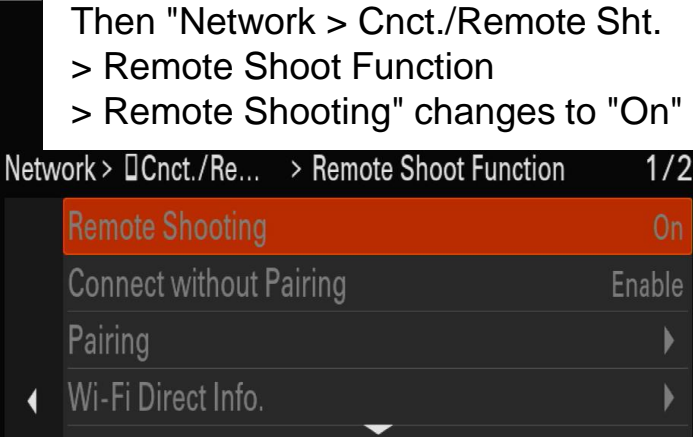 Then "Network > Cnct./Remote Sht.
> Remote Shoot Function
> Remote Shooting" changes to "On"
Network > ▯Cnct./Re... > Remote Shoot Function 1/2
Remote Shooting On
Connect without Pairing Enable
Pairing
Wi-Fi Direct Info.